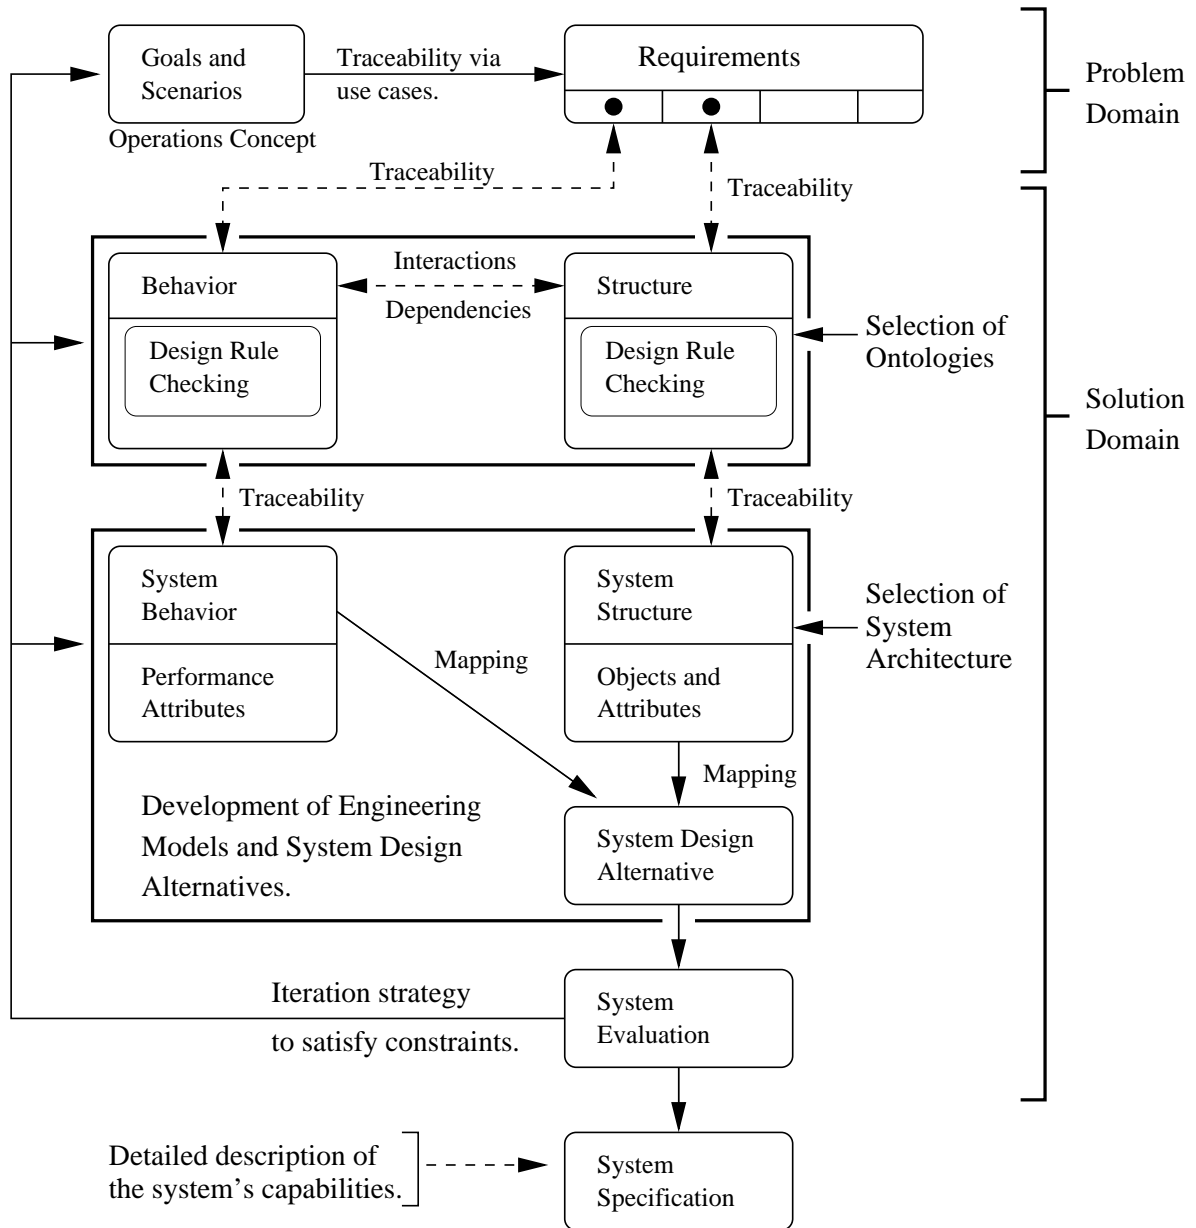 Goals and
Scenarios
Operations Concept
Traceability via
use cases.
Requirements
Problem
Domain
Traceability
Traceability
Behavior
Design Rule
Checking
Interactions
Dependencies
Structure
Design Rule
Checking
Selection of
Ontologies
Solution
Domain
Traceability
Traceability
System
Behavior
Performance
Attributes
Mapping
System
Structure
Objects and
Attributes
Selection of
System
Architecture
Mapping
Development of Engineering
Models and System Design
Alternatives.
System Design
Alternative
Iteration strategy
to satisfy constraints.
System
Evaluation
Detailed description of
the system's capabilities.
System
Specification